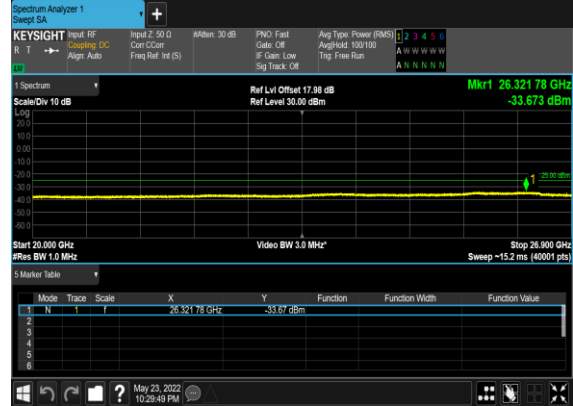 Spectrum Analyzer 1
Swept SA
KEYSIGHT
R T
LU
Input: RF
Coupling: DC
Align: Auto
Input Z: 50 Ω
Corr CCorr
Freq Ref: Int (S)
#Atten: 30 dB
PNO: Fast
Gate: Off
IF Gain: Low
Sig Track: Off
Avg Type: Power (RMS)
Avg|Hold: 100/100
Trig: Free Run
1 2 3 4 5 6
A W W W W W
A N N N N N
1 Spectrum
Scale/Div 10 dB
Log
Ref Lvl Offset 17.98 dB
Ref Level 30.00 dBm
Mkr1 26.321 78 GHz
-33.673 dBm
20.0
10.0
0.00
-10.0
-20.0
-30.0
-40.0
-50.0
-60.0
1
Start 20.000 GHz
#Res BW 1.0 MHz
Video BW 3.0 MHz*
Stop 26.900 GHz
Sweep ~15.2 ms (40001 pts)
5 Marker Table
Mode Trace Scale X Y Function Function Width Function Value
1 N 1 f 26.321 78 GHz -33.67 dBm
2
3
4
5
6
?
May 23, 2022
10:29:49 PM